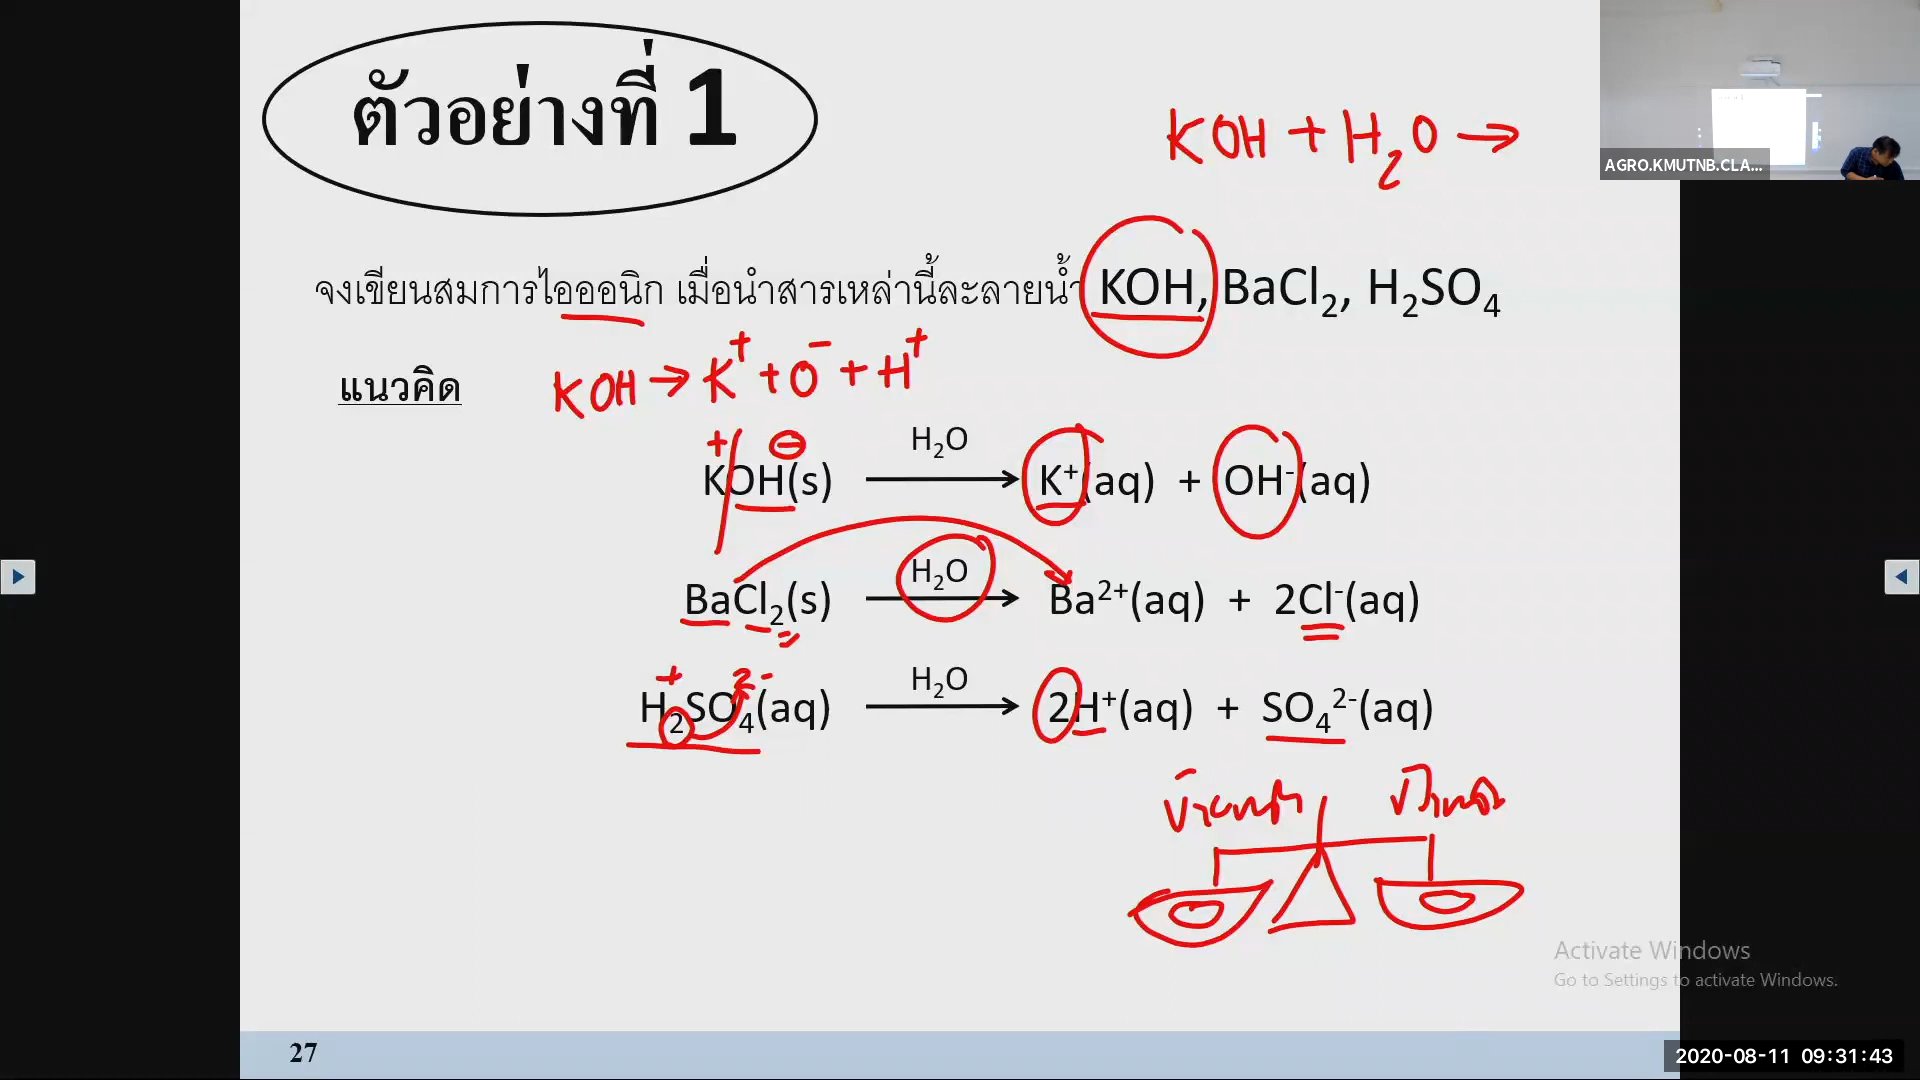 ตัวอย่างที่ 1
KOH + H₂O →
AGRO.KMUTNB.CLA...
จงเขียนสมการไอออนิก เมื่อนำสารเหล่านี้ละลายน้ำ KOH, BaCl₂, H₂SO₄
แนวคิด
KOH → K⁺ + O⁻ + H⁺
+ -
H₂O
KOH(s) → K⁺(aq) + OH⁻(aq)
H₂O
BaCl₂(s) → Ba²⁺(aq) + 2Cl⁻(aq)
+ 2-
H₂O
H₂SO₄(aq) → 2H⁺(aq) + SO₄²⁻(aq)
Activate Windows
Go to Settings to activate Windows.
27
2020-08-11 09:31:43